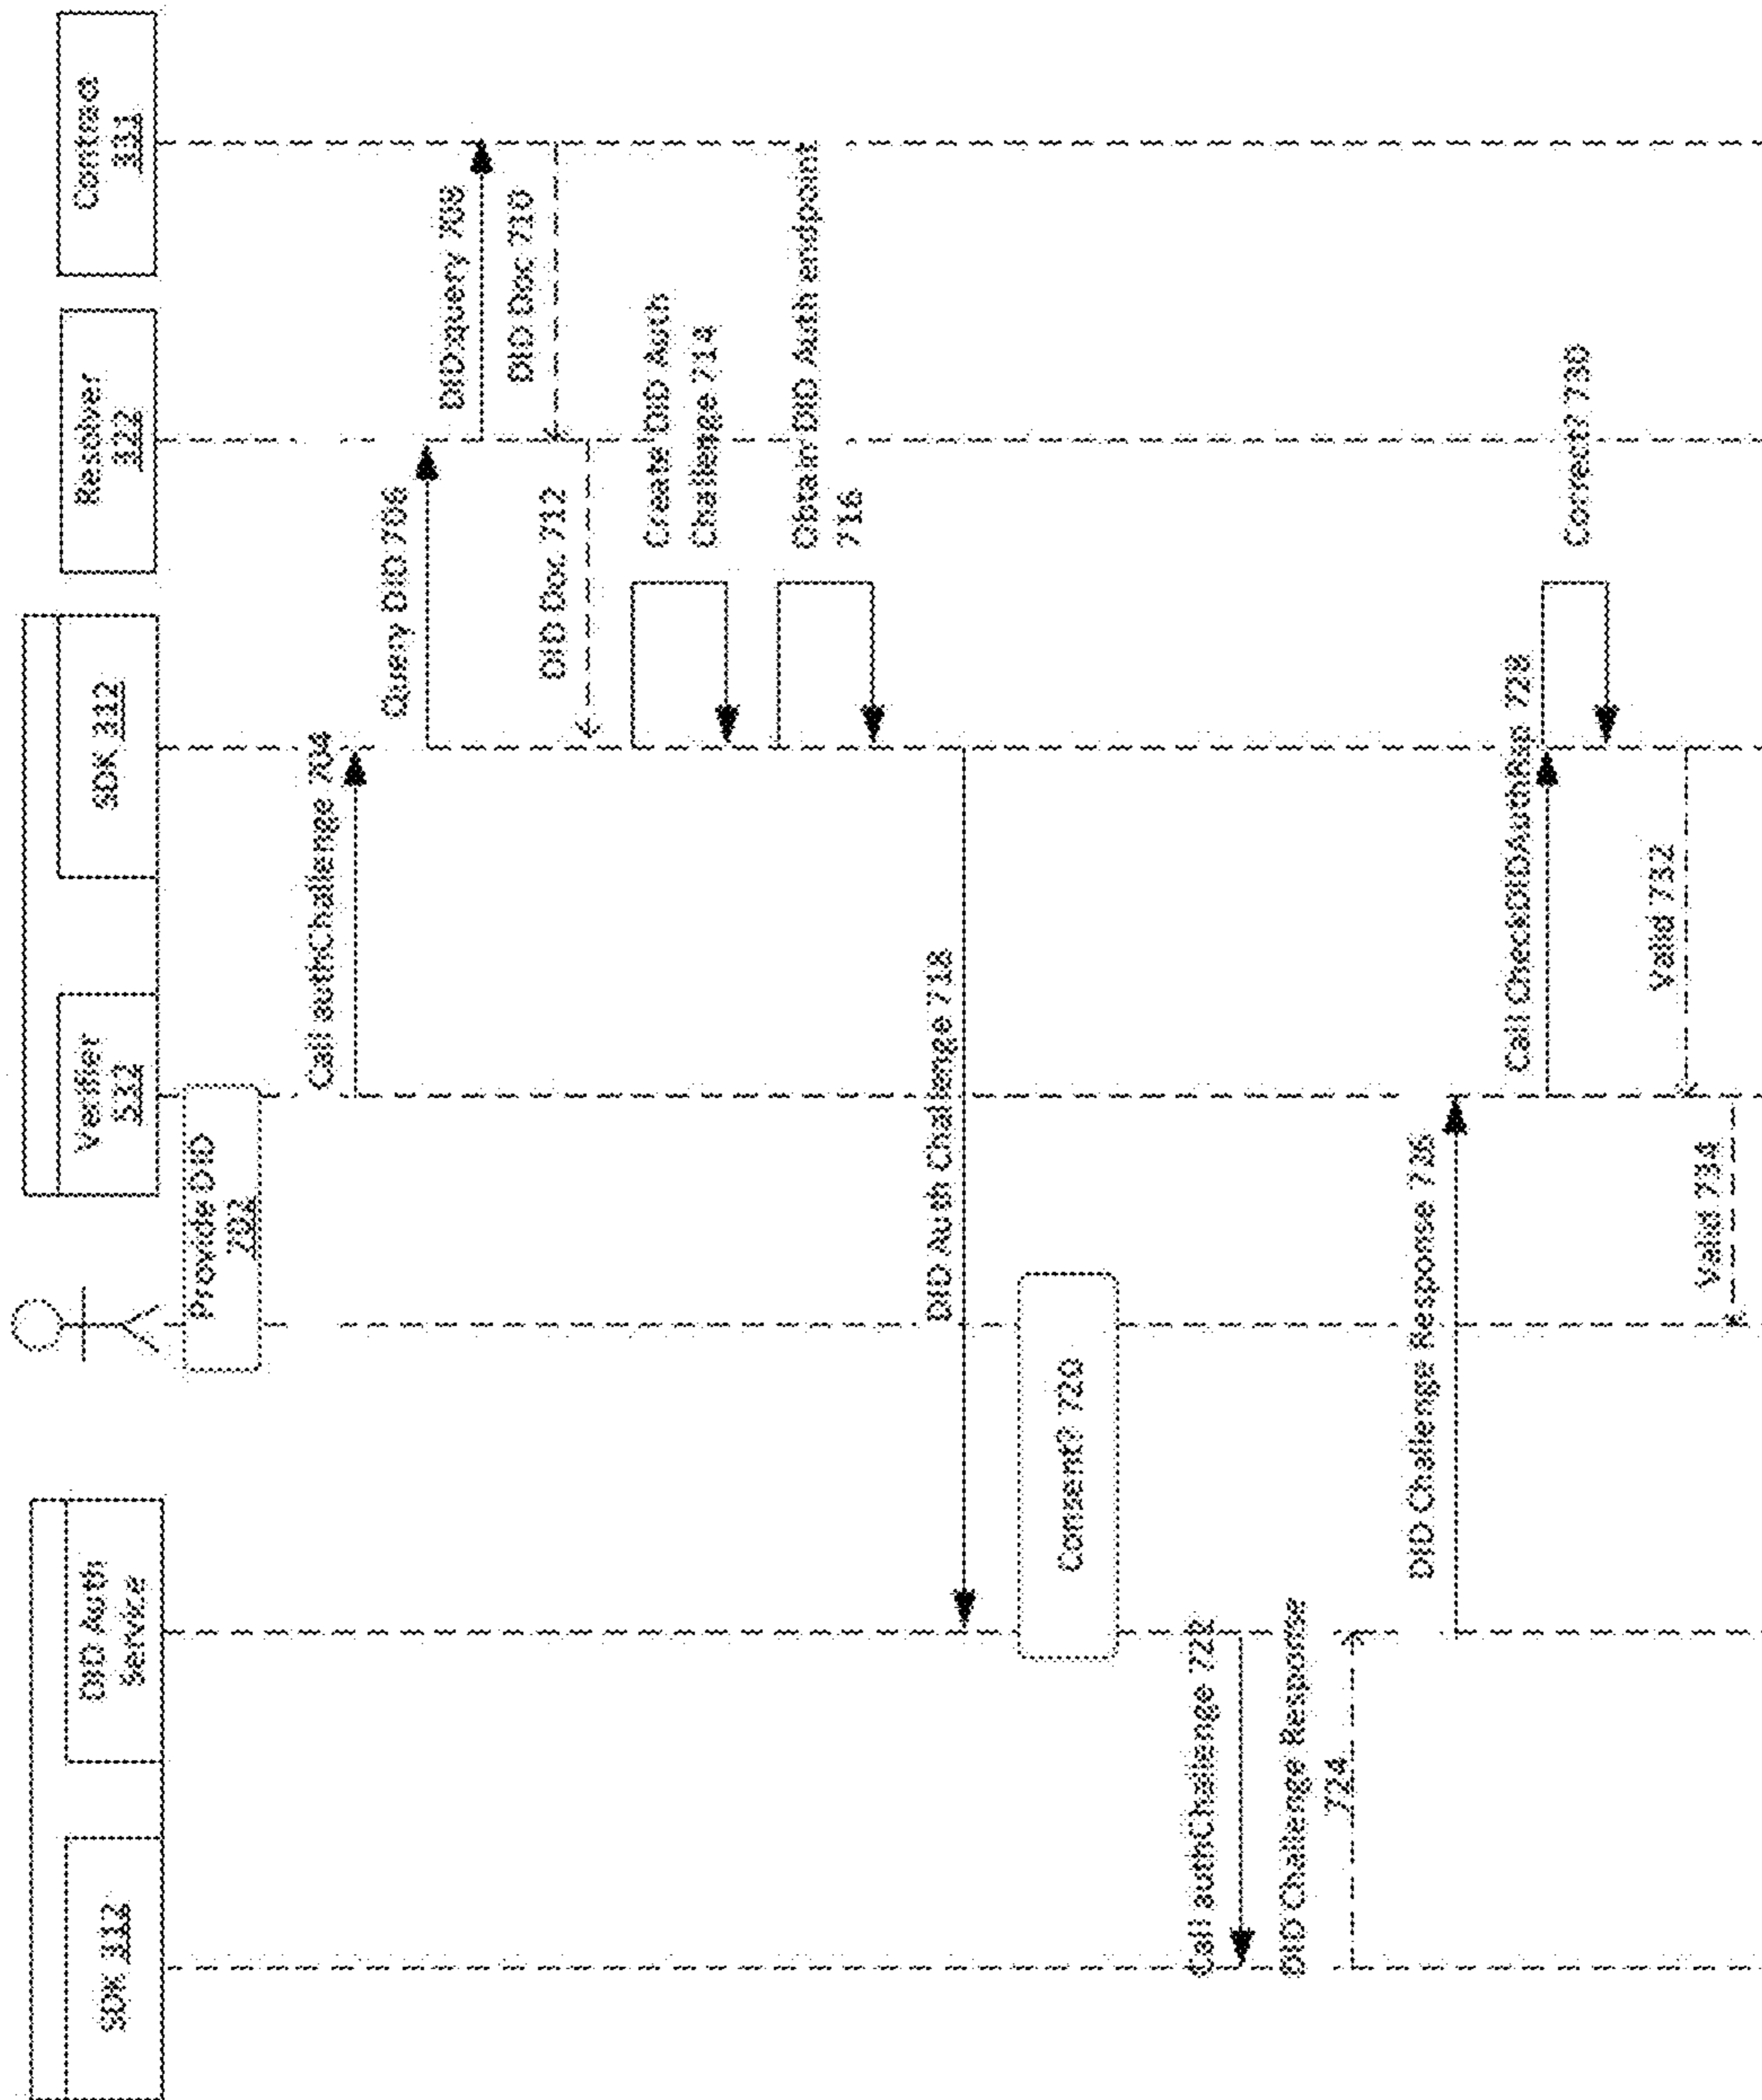 SDK 312
DID Auth
Service
Verifier
532
SDK 312
Resolver
322
Contract
331
Provide DID
702
Call authChallenge 704
Query DID 706
DID query 708
DID Doc 710
DID Doc 712
Create DID Auth
Challenge 714
Obtain DID Auth endpoint
716
DID Auth Challenge 718
Consent? 720
Call authChallenge 722
DID Challenge Response
724
DID Challenge Response 726
Call CheckDIDAuthRsp 728
Correct? 730
Valid 732
Valid 734